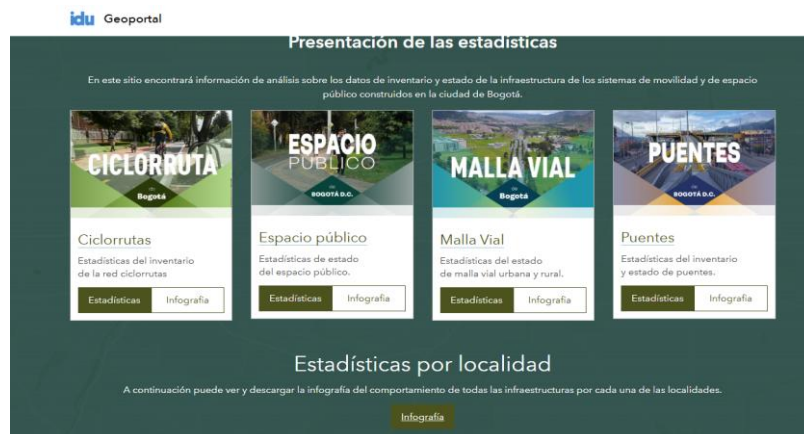 idu Geoportal
Presentación de las estadísticas
En este sitio encontrará información de análisis sobre los datos de inventario y estado de la infraestructura de los sistemas de movilidad y de espacio
público construidos en la ciudad de Bogotá.
CICLORRUTA
Bogotá
ESPACIO
PÚBLICO
BOGOTÁ D.C.
MALLA VIAL
Bogotá
PUENTES
BOGOTÁ D.C.
Ciclorrutas
Estadísticas del inventario
de la red ciclorrutas
Estadísticas Infografia
Espacio público
Estadísticas de estado
del espacio público.
Estadísticas Infografia
Malla Vial
Estadísticas del estado
de malla vial urbana y rural.
Estadísticas Infografia
Puentes
Estadísticas del inventario
y estado de puentes.
Estadísticas Infografia
Estadísticas por localidad
A continuación puede ver y descargar la infografía del comportamiento de todas las infraestructuras por cada una de las localidades.
Infografía